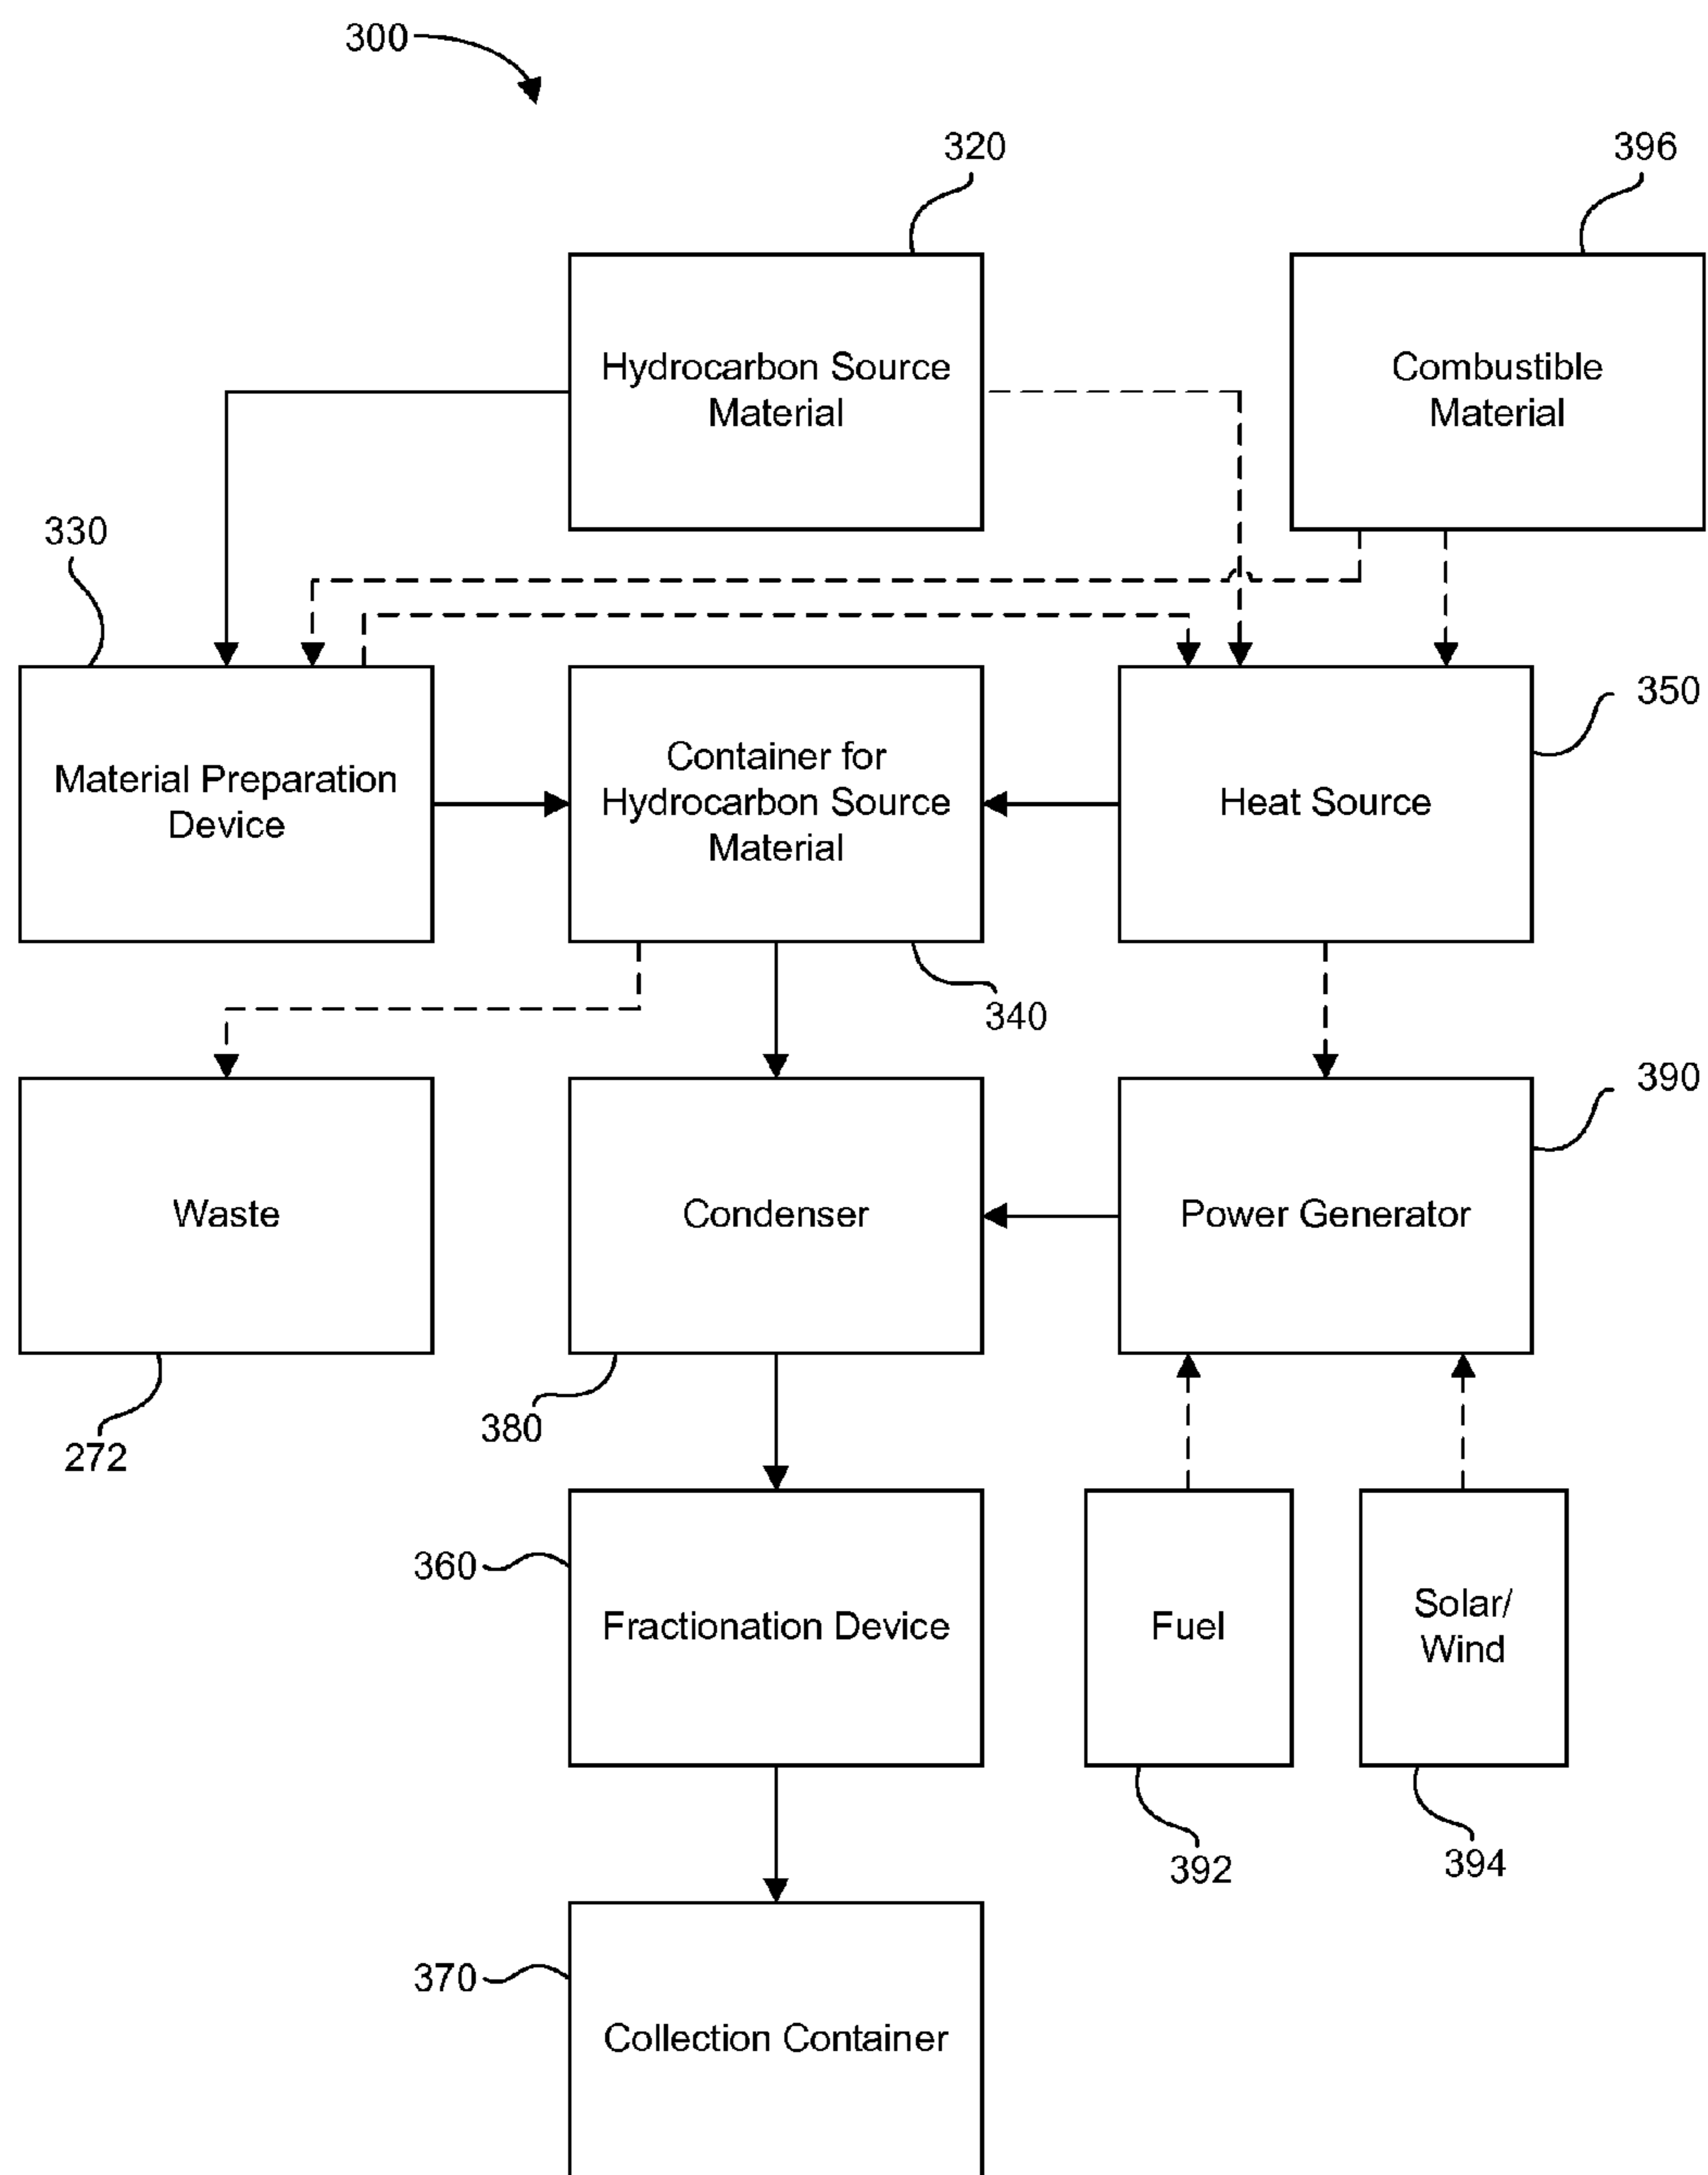 300
320
396
Hydrocarbon Source
Material
Combustible
Material
330
350
Material Preparation
Device
Container for
Hydrocarbon Source
Material
Heat Source
340
390
Waste
Condenser
Power Generator
272
380
360
Fractionation Device
Fuel
Solar/
Wind
392
394
370
Collection Container